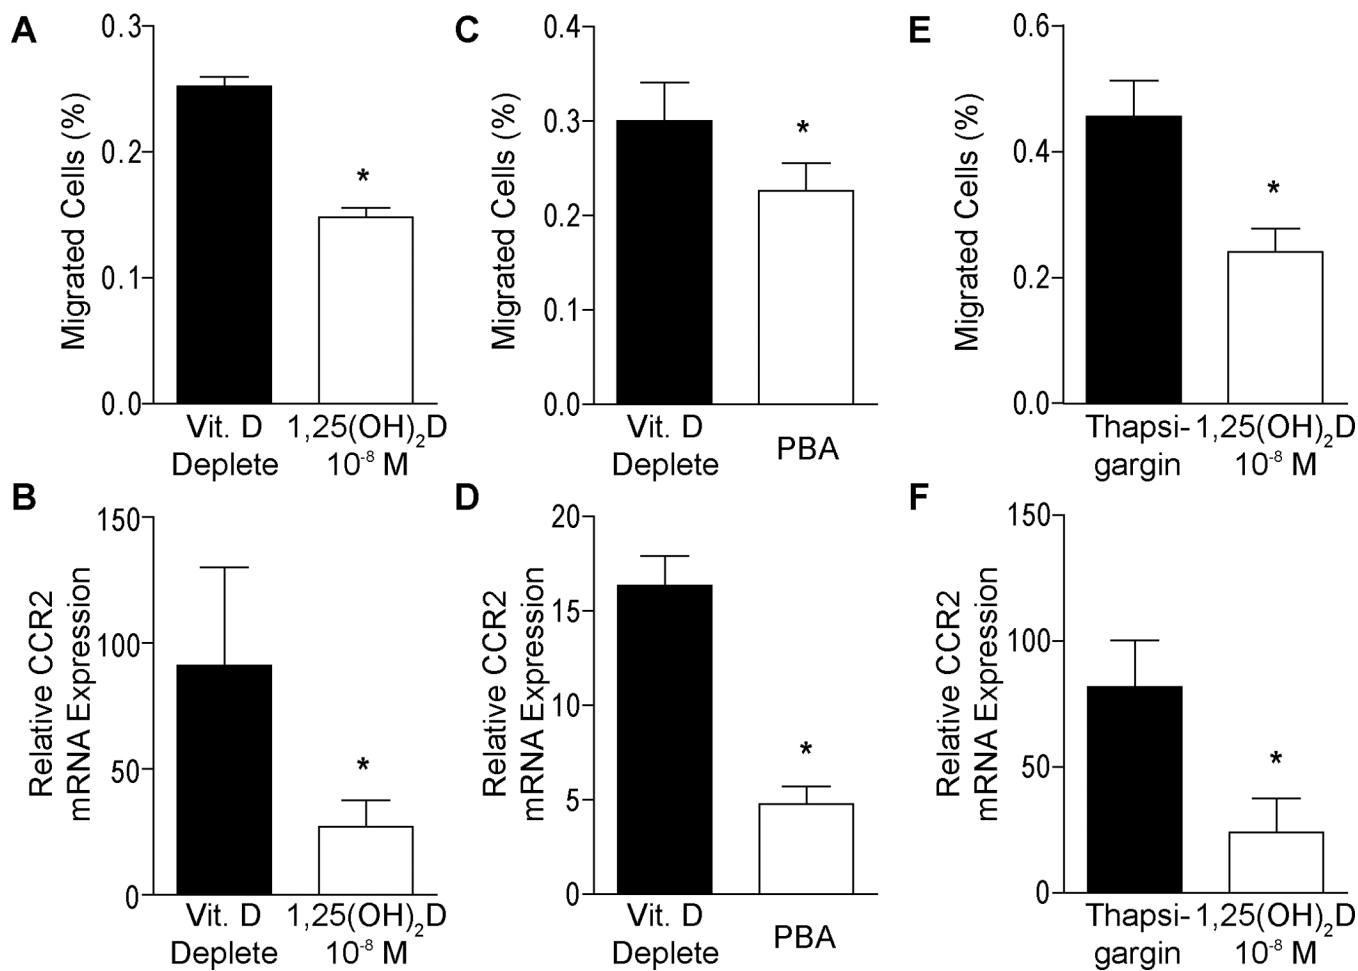 A
Migrated Cells (%)
0.3
0.2
0.1
0.0
*
Vit. D
Deplete
1,25(OH)₂D
10⁻⁸ M
C
Migrated Cells (%)
0.4
0.3
0.2
0.1
0.0
*
Vit. D
Deplete
PBA
E
Migrated Cells (%)
0.6
0.4
0.2
0.0
*
Thapsi-
gargin
1,25(OH)₂D
10⁻⁸ M
B
Relative CCR2
mRNA Expression
150
100
50
0
*
Vit. D
Deplete
1,25(OH)₂D
10⁻⁸ M
D
Relative CCR2
mRNA Expression
20
15
10
5
0
*
Vit. D
Deplete
PBA
F
Relative CCR2
mRNA Expression
150
100
50
0
*
Thapsi-
gargin
1,25(OH)₂D
10⁻⁸ M